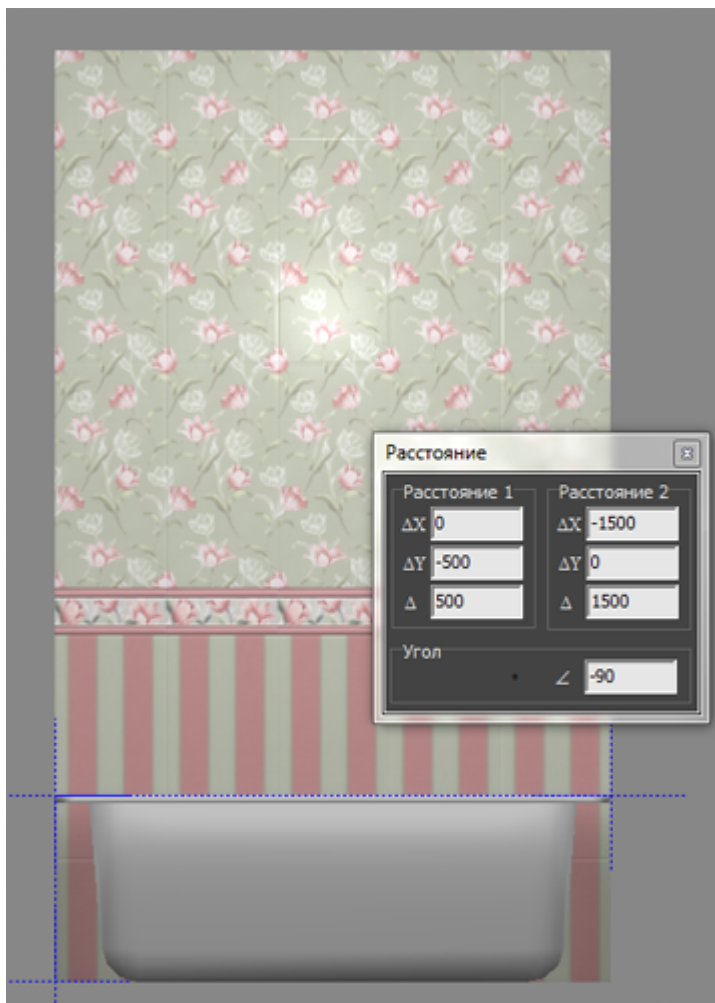 Расстояние
Расстояние 1
ΔX 0
ΔY -500
Δ 500
Расстояние 2
ΔX -1500
ΔY 0
Δ 1500
Угол
∠ -90